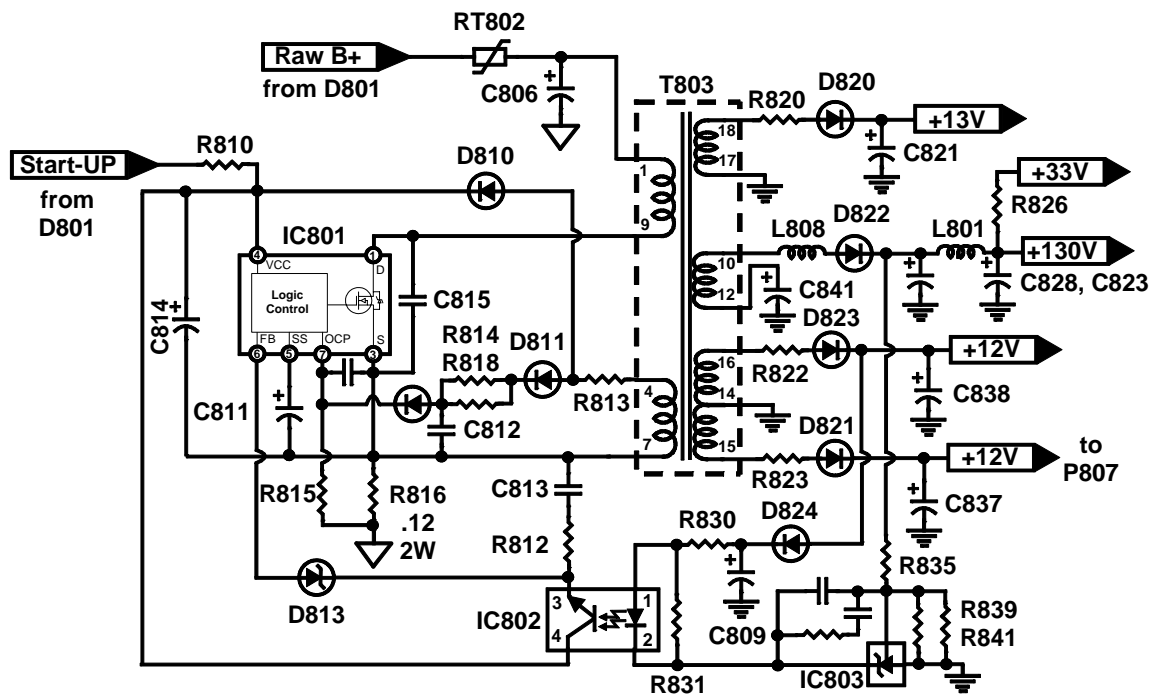 RT802
Raw B+
from D801
C806
T803
D820
R820
+13V
C821
R810
Start-UP
from
D801
D810
18
17
1
9
+33V
R826
D822
L808
L801
+130V
IC801
4
1
VCC
D
Logic
Control
FB
SS
OCP
S
6
5
7
3
C815
C814
10
12
C841
C828, C823
D823
R814
R818
D811
R813
4
7
16
14
15
R822
+12V
C838
C811
C812
D821
R823
+12V
to
P807
C837
R815
R816
.12
2W
C813
R812
D813
R830
D824
R835
IC802
3
4
1
2
C809
R831
IC803
R839
R841